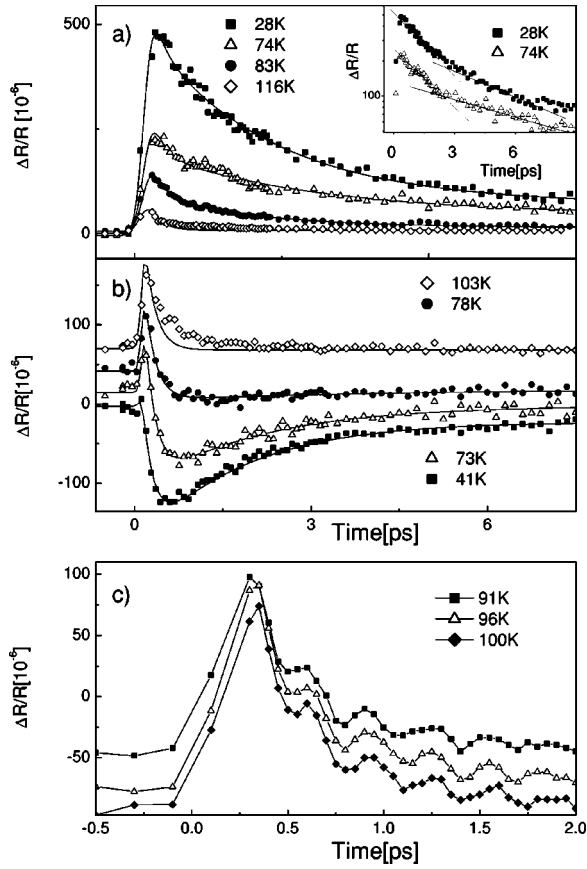 a)
500
0
ΔR/R [10⁻⁶]
28K
74K
83K
116K
ΔR/R
100
28K
74K
0 3 6
Time[ps]
b)
100
0
-100
ΔR/R[10⁻⁶]
103K
78K
73K
41K
0 3 6
Time[ps]
c)
100
50
0
-50
ΔR/R[10⁻⁶]
91K
96K
100K
-0.5 0.0 0.5 1.0 1.5 2.0
Time[ps]